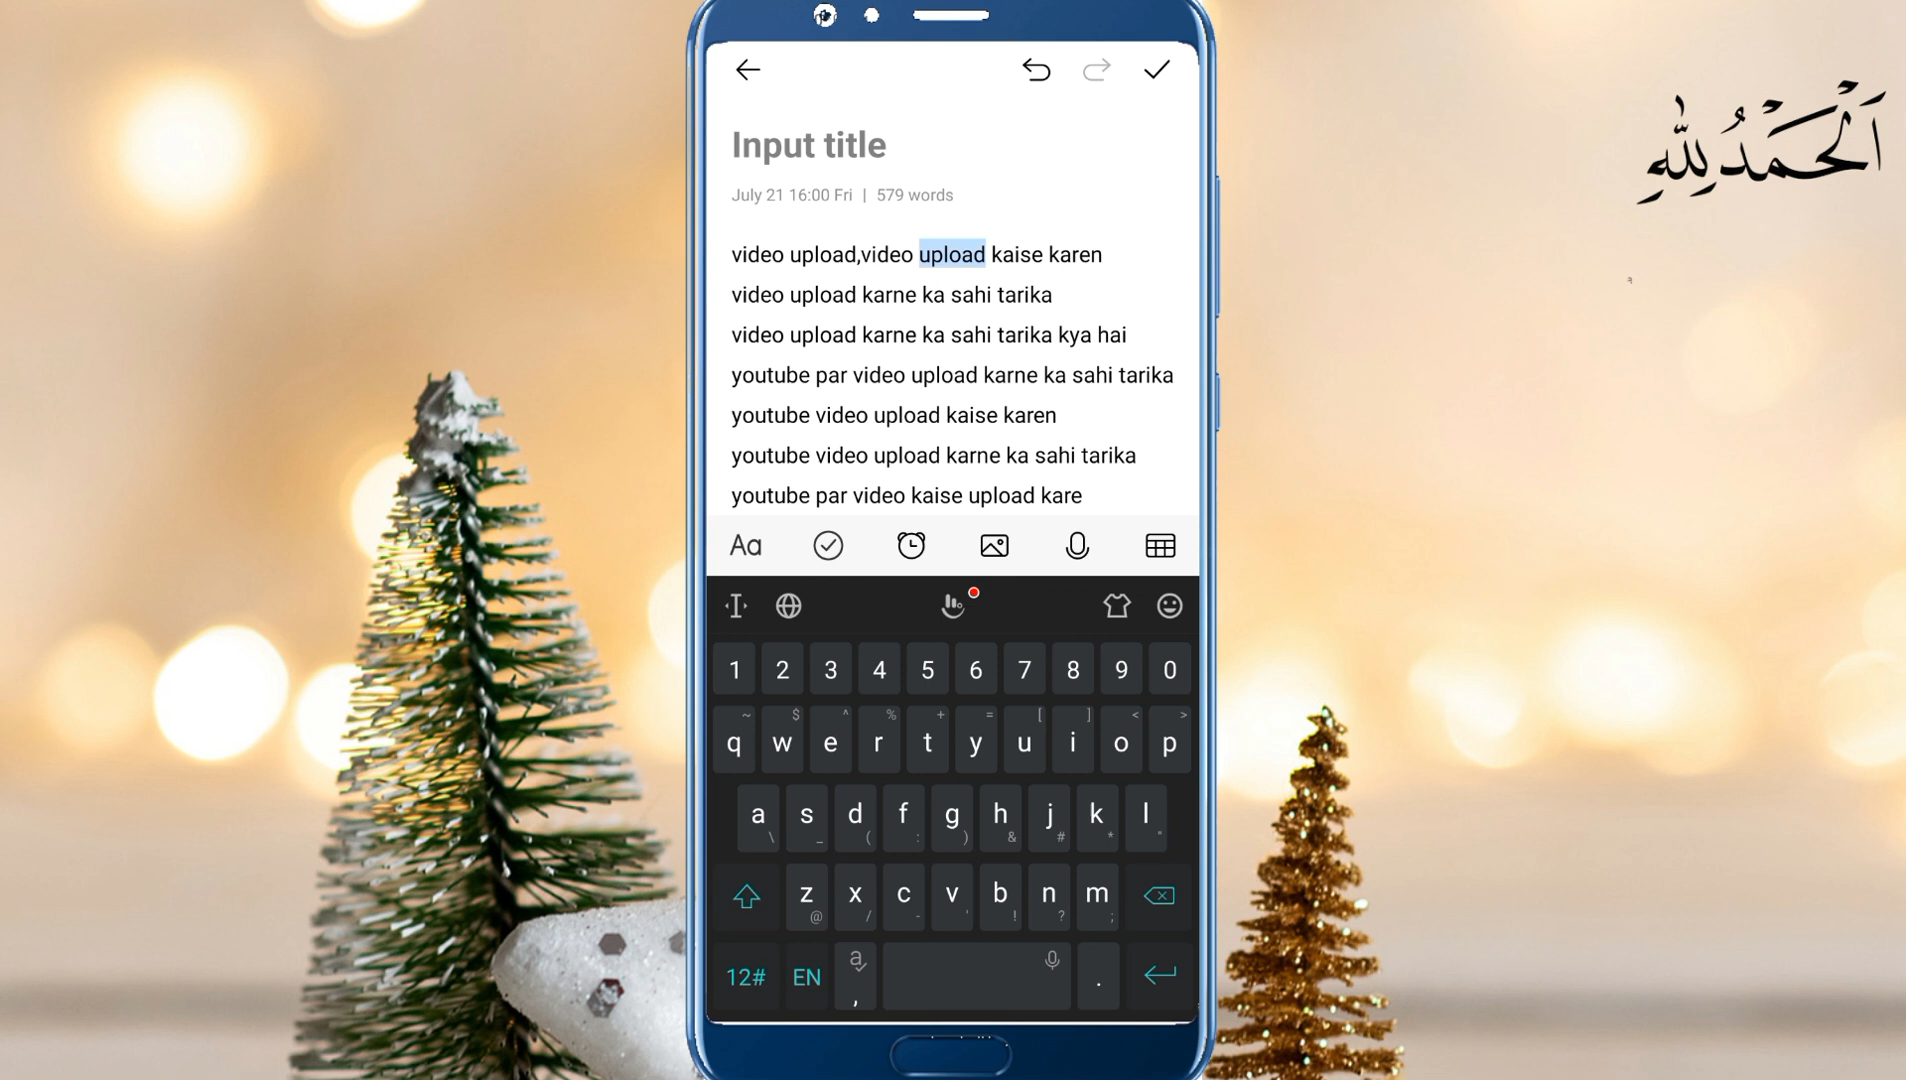 اَلْحَمْدُلِلّٰهِ
Input title
July 21 16:00 Fri | 579 words
video upload,video upload kaise karen
video upload karne ka sahi tarika
video upload karne ka sahi tarika kya hai
youtube par video upload karne ka sahi tarika
youtube video upload kaise karen
youtube video upload karne ka sahi tarika
youtube par video kaise upload kare
Aa
1 2 3 4 5 6 7 8 9 0
~ $ ^ % + = [ ] < >
q w e r t y u i o p
a s d f g h j k l
\ _ ( : ) & # * "
z x c v b n m
@ / - ' ! ? ;
12# EN a , .